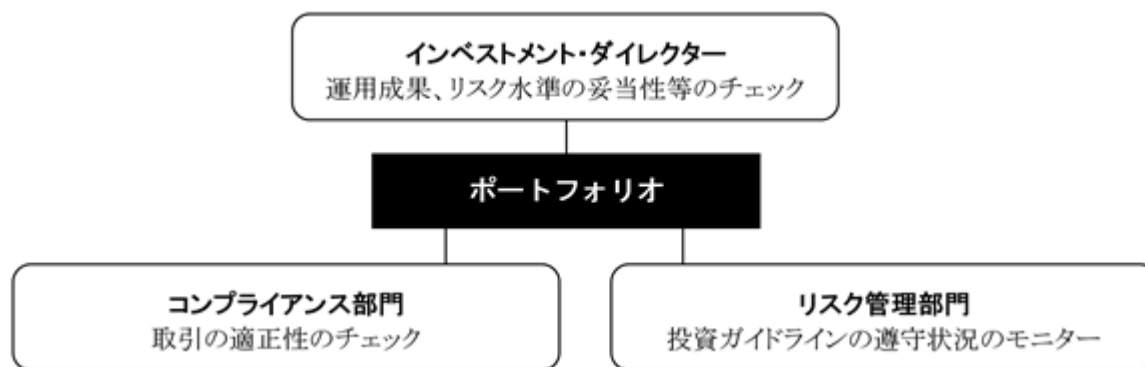 インベストメント・ダイレクター
運用成果、リスク水準の妥当性等のチェック
ポートフォリオ
コンプライアンス部門
取引の適正性のチェック
リスク管理部門
投資ガイドラインの遵守状況のモニター